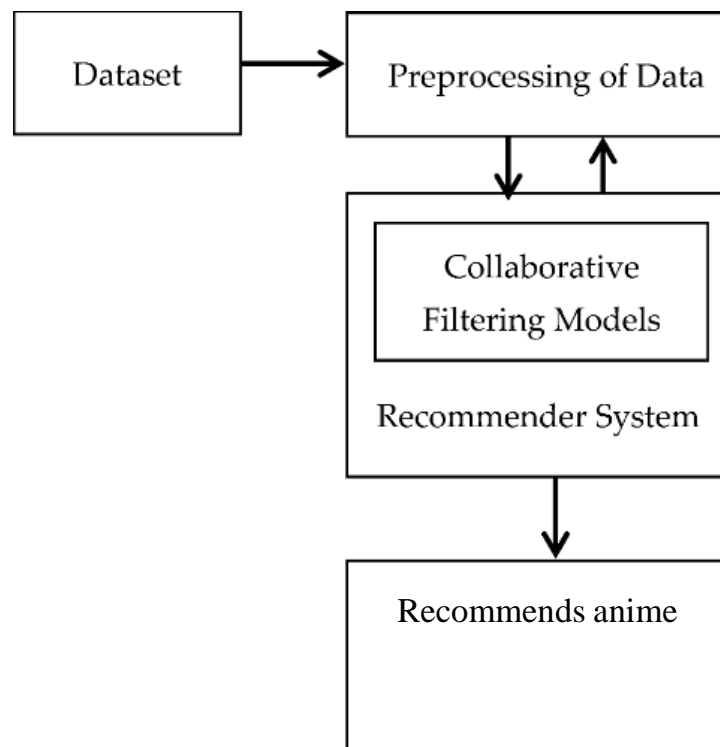 Dataset
Preprocessing of Data
Collaborative
Filtering Models
Recommender System
Recommends anime